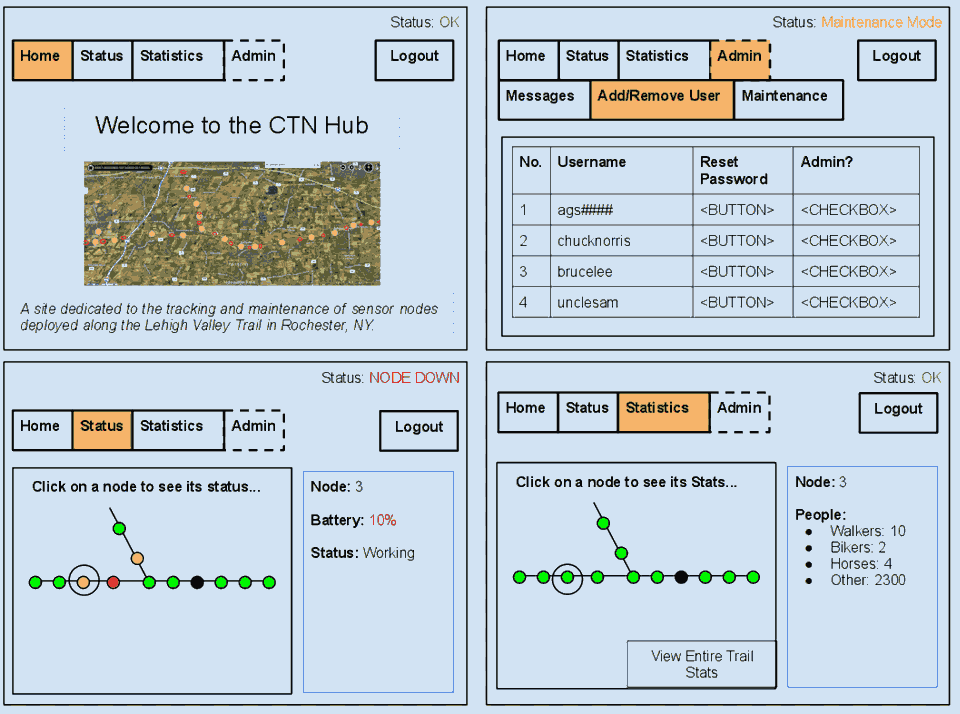 Status: OK
Home Status Statistics Admin Logout
Welcome to the CTN Hub
A site dedicated to the tracking and maintenance of sensor nodes
deployed along the Lehigh Valley Trail in Rochester, NY.
Status: Maintenance Mode
Home Status Statistics Admin Logout
Messages Add/Remove User Maintenance
No. Username Reset Password Admin?
1 ags#### <BUTTON> <CHECKBOX>
2 chucknorris <BUTTON> <CHECKBOX>
3 brucelee <BUTTON> <CHECKBOX>
4 unclesam <BUTTON> <CHECKBOX>
Status: NODE DOWN
Home Status Statistics Admin Logout
Click on a node to see its status...
Node: 3
Battery: 10%
Status: Working
Status: OK
Home Status Statistics Admin Logout
Click on a node to see its Stats...
View Entire Trail
Stats
Node: 3
People:
● Walkers: 10
● Bikers: 2
● Horses: 4
● Other: 2300